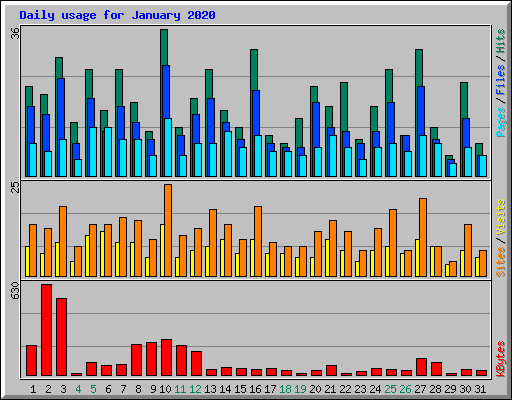 Daily usage for January 2020
36
Pages / Files / Hits
25
Sites / Visits
630
KBytes
1 2 3 4 5 6 7 8 9 10 11 12 13 14 15 16 17 18 19 20 21 22 23 24 25 26 27 28 29 30 31